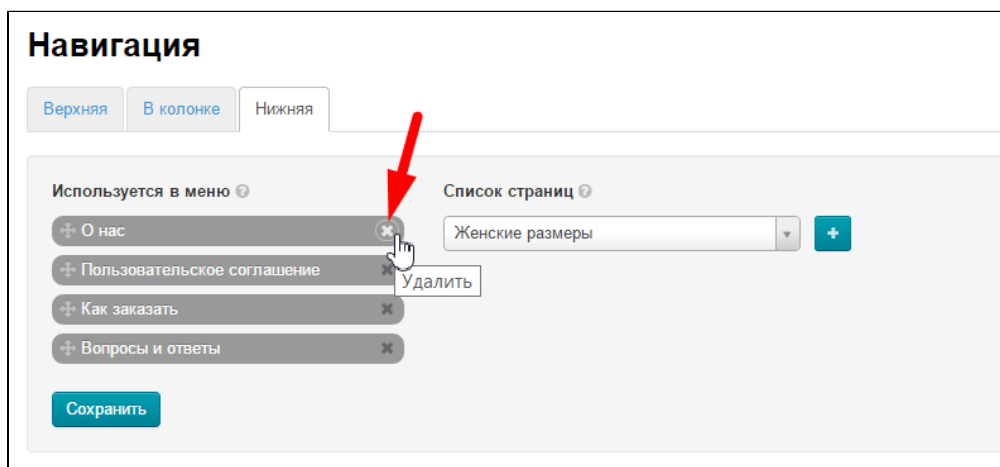 Навигация
Верхняя В колонке Нижняя
Используется в меню ? Список страниц ?
О нас Женские размеры +
Пользовательское соглашение
Удалить
Как заказать
Вопросы и ответы
Сохранить